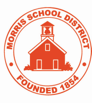 MORRIS SCHOOL DISTRICT
• FOUNDED 1854 •